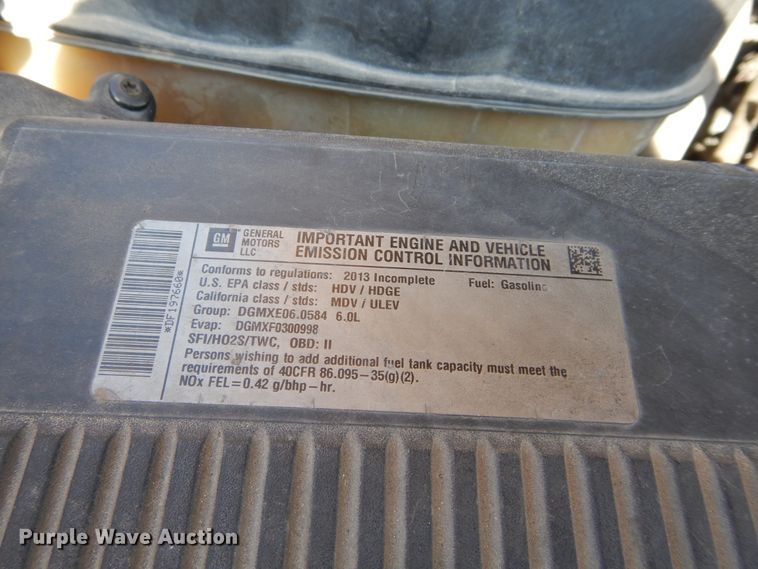 GM
GENERAL
MOTORS
LLC
IMPORTANT ENGINE AND VEHICLE
EMISSION CONTROL INFORMATION
Conforms to regulations: 2013 Incomplete Fuel: Gasoline
U.S. EPA class / stds: HDV / HDGE
California class / stds: MDV / ULEV
Group: DGMXE06.0584 6.0L
Evap: DGMXF0300998
SFI/HO2S/TWC, OBD: II
Persons wishing to add additional fuel tank capacity must meet the
requirements of 40CFR 86.095-35(g)(2).
NOx FEL=0.42 g/bhp-hr.
*DF197660*
Purple Wave Auction